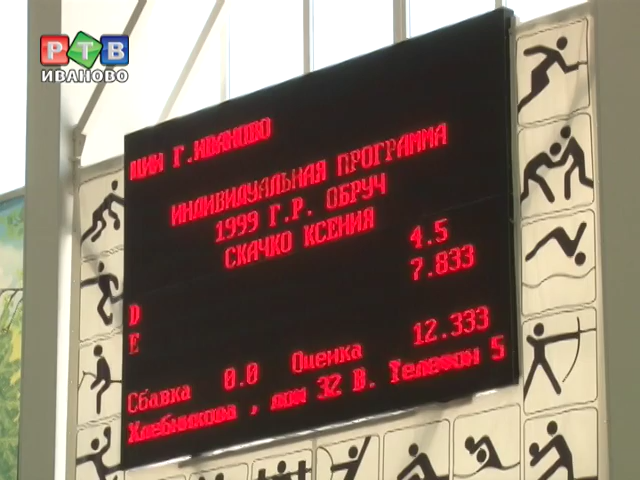 РТВ
ИВАНОВО
ШИИ Г.ИВАНОВО
ИНДИВИДУАЛЬНАЯ ПРОГРАММА
1999 Г.Р. ОБРУЧ
СКАЧКО КСЕНИЯ
4.5
D 7.833
E
Сбавка 0.0 Оценка 12.333
Хлебникова , дом 32 В. Телефон 5